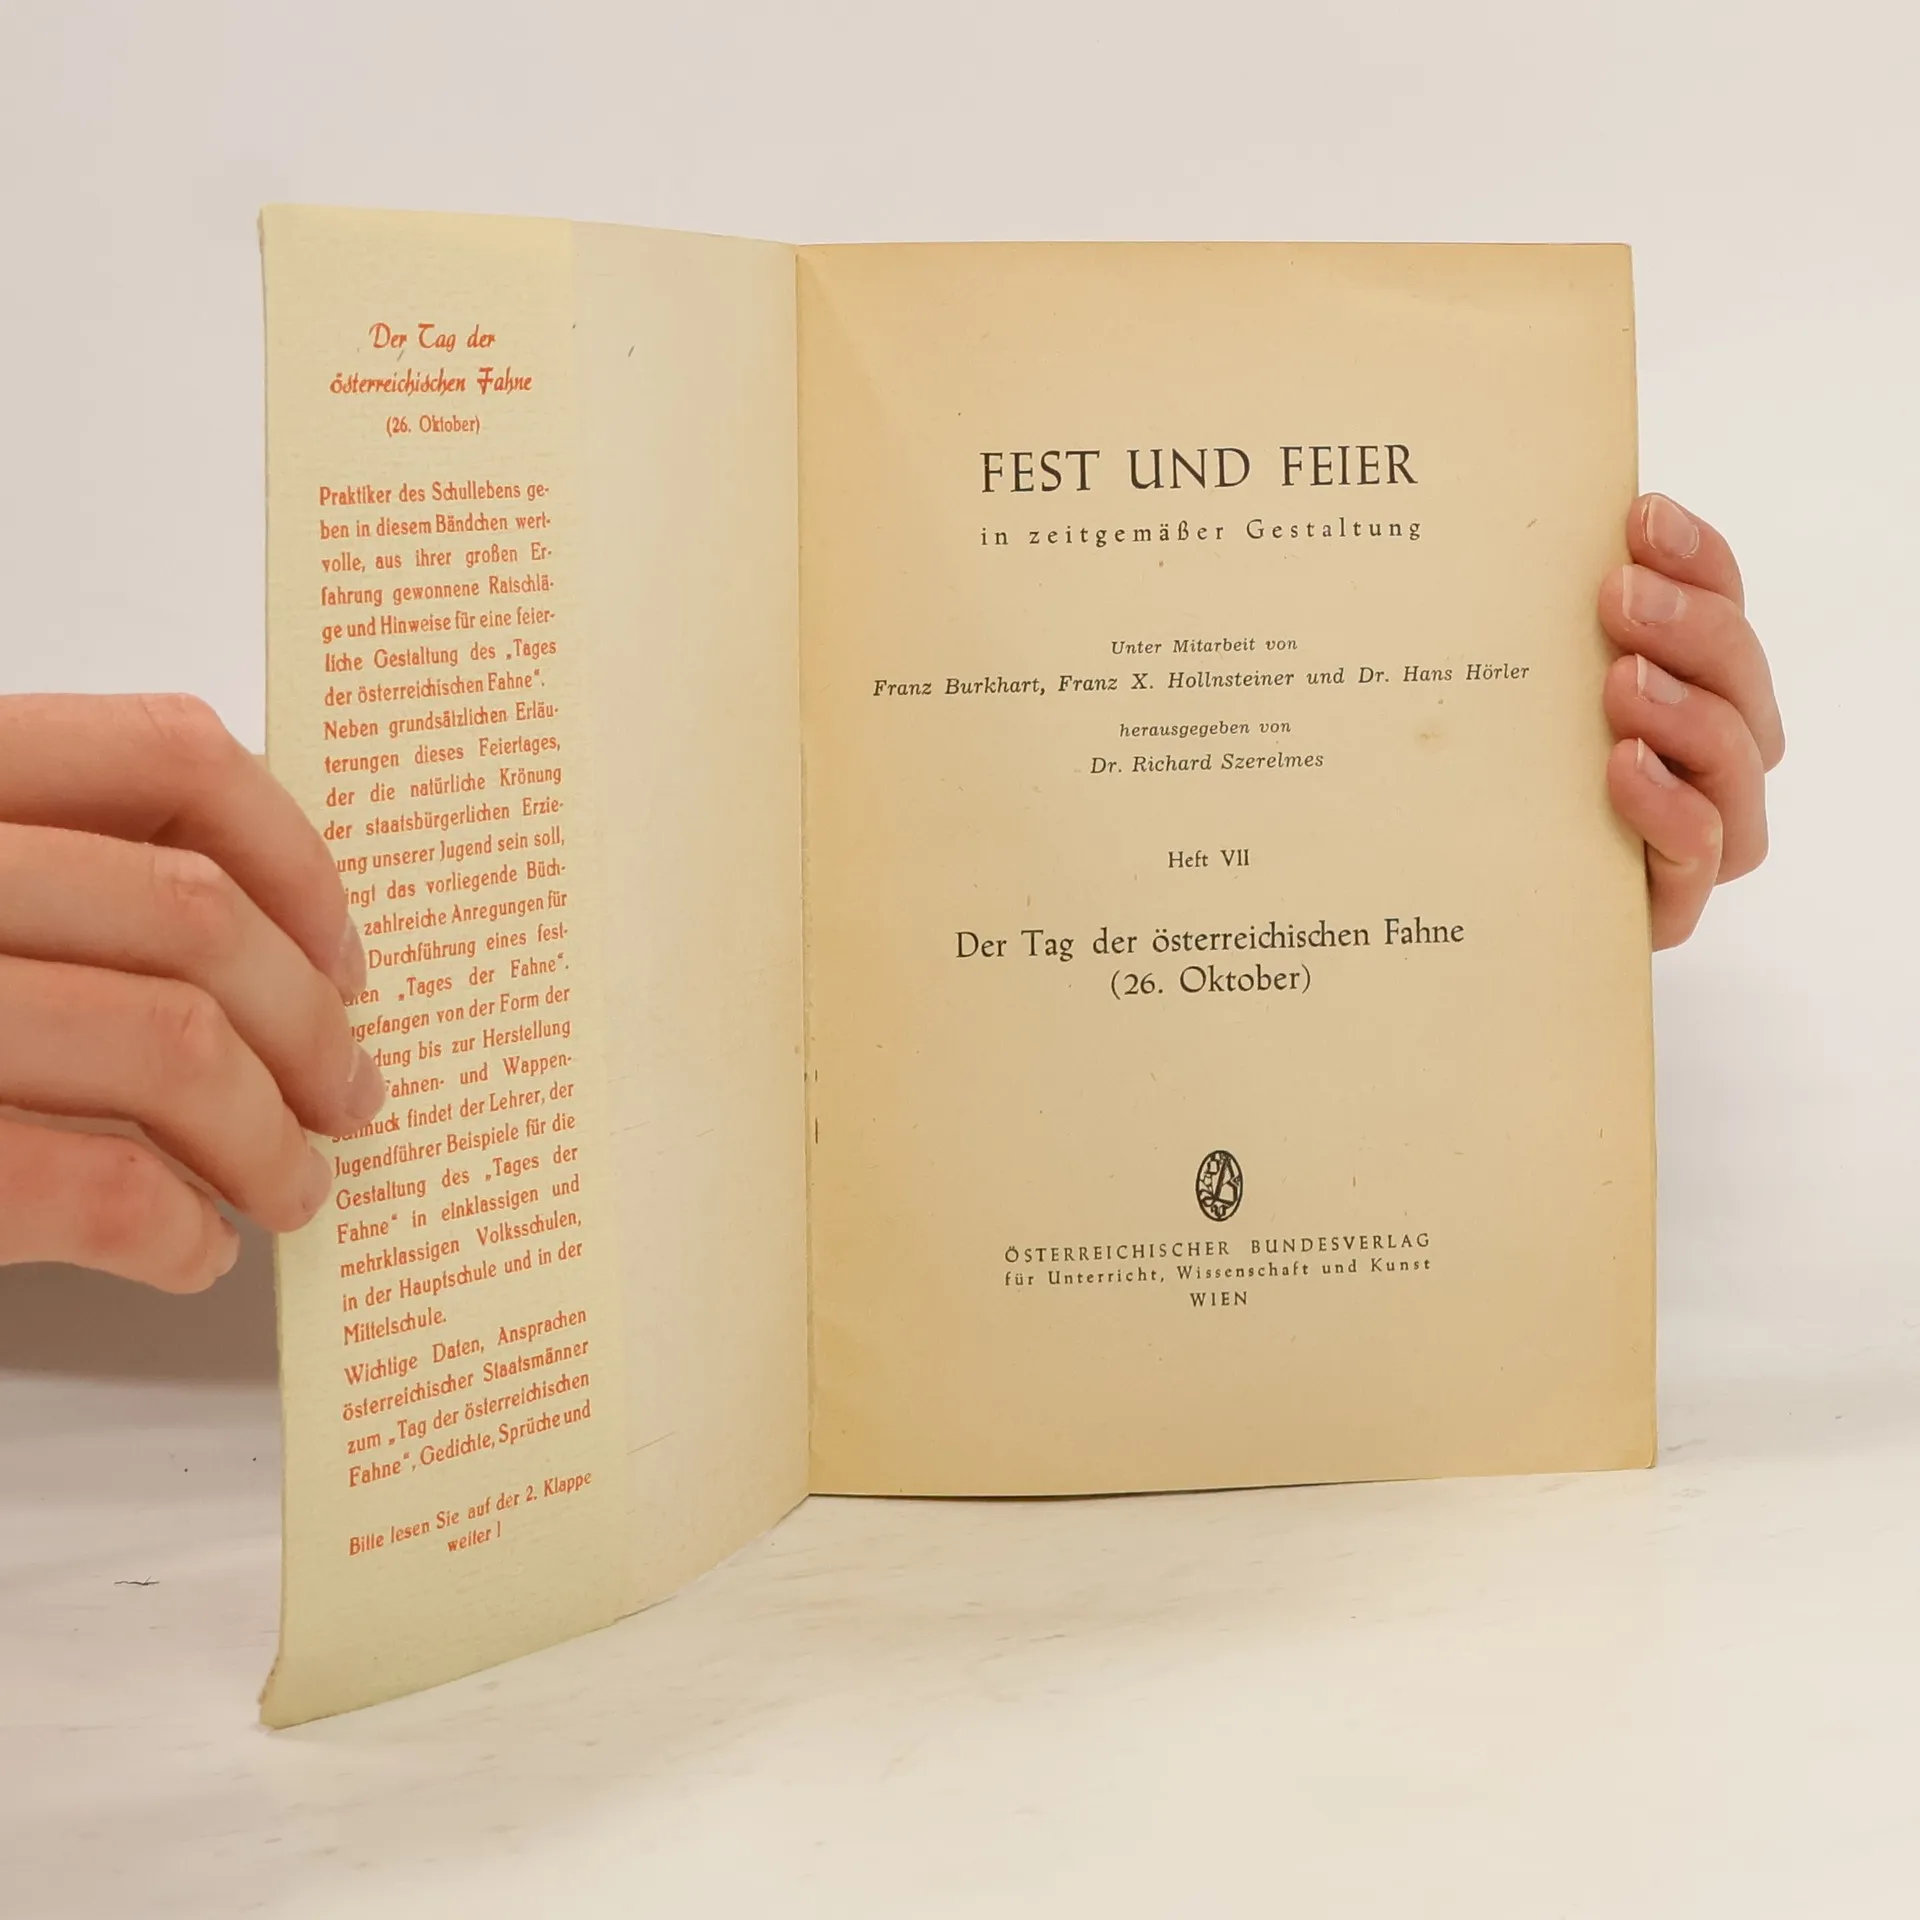 Der Tag der
österreichischen Fahne
(26. Oktober)
Praktiker des Schullebens ge-
ben in diesem Bändchen wert-
volle, aus ihrer großen Er-
fahrung gewonnene Ratschlä-
ge und Hinweise für eine feier-
liche Gestaltung des „Tages
der österreichischen Fahne“.
Neben grundsätzlichen Erläu-
terungen dieses Feiertages,
der die natürliche Krönung
der staatsbürgerlichen Erzie-
ung unserer Jugend sein soll,
ingt das vorliegende Büch-
zahlreiche Anregungen für
Durchführung eines fest-
„Tages der Fahne“.
gefangen von der Form der
dung bis zur Herstellung
Fahnen- und Wappen-
schmuck findet der Lehrer, der
Jugendführer Beispiele für die
Gestaltung des „Tages der
Fahne“ in einklassigen und
mehrklassigen Volksschulen,
in der Hauptschule und in der
Mittelschule.
Wichtige Daten, Ansprachen
österreichischer Staatsmänner
zum „Tag der österreichischen
Fahne“, Gedichte, Sprüche und
Bitte lesen Sie auf der 2. Klappe
weiter!
FEST UND FEIER
in zeitgemäßer Gestaltung
Unter Mitarbeit von
Franz Burkhart, Franz X. Hollnsteiner und Dr. Hans Hörler
herausgegeben von
Dr. Richard Szerelmes
Heft VII
Der Tag der österreichischen Fahne
(26. Oktober)
ÖSTERREICHISCHER BUNDESVERLAG
für Unterricht, Wissenschaft und Kunst
WIEN